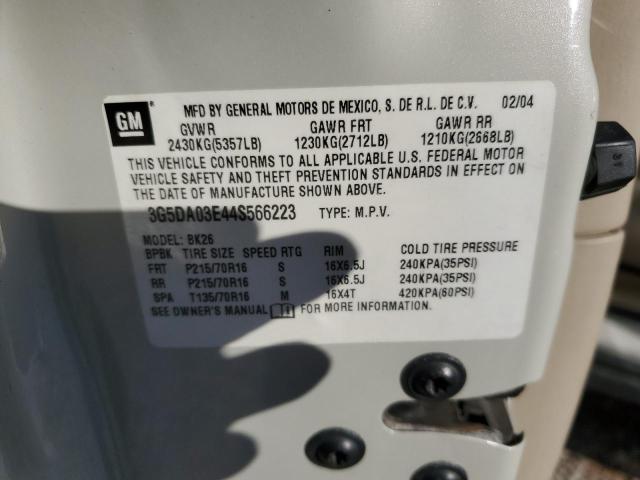 GM
MFD BY GENERAL MOTORS DE MEXICO, S. DE R.L. DE C.V. 02/04
GVWR GAWR FRT GAWR RR
2430KG(5357LB) 1230KG(2712LB) 1210KG(2668LB)
THIS VEHICLE CONFORMS TO ALL APPLICABLE U.S. FEDERAL MOTOR
VEHICLE SAFETY AND THEFT PREVENTION STANDARDS IN EFFECT ON
THE DATE OF MANUFACTURE SHOWN ABOVE.
3G5DA03E44S566223 TYPE: M.P.V.
MODEL: BK26
BPBK TIRE SIZE SPEED RTG RIM COLD TIRE PRESSURE
FRT P215/70R16 S 16X6.5J 240KPA(35PSI)
RR P215/70R16 S 16X6.5J 240KPA(35PSI)
SPA T135/70R16 M 16X4T 420KPA(60PSI)
SEE OWNER'S MANUAL FOR MORE INFORMATION.